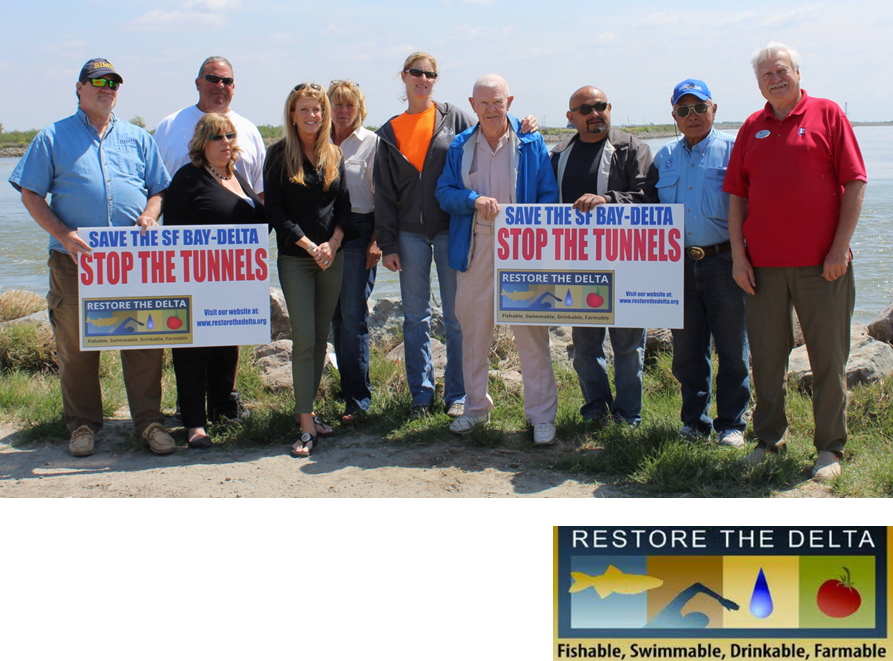 SAVE THE SF BAY-DELTA
STOP THE TUNNELS
RESTORE THE DELTA
Fishable, Swimmable, Drinkable, Farmable
Visit our website at:
www.restorethedelta.org
SAVE THE SF BAY-DELTA
STOP THE TUNNELS
RESTORE THE DELTA
Fishable, Swimmable, Drinkable, Farmable
Visit our website at:
www.restorethedelta.org
RESTORE THE DELTA
Fishable, Swimmable, Drinkable, Farmable